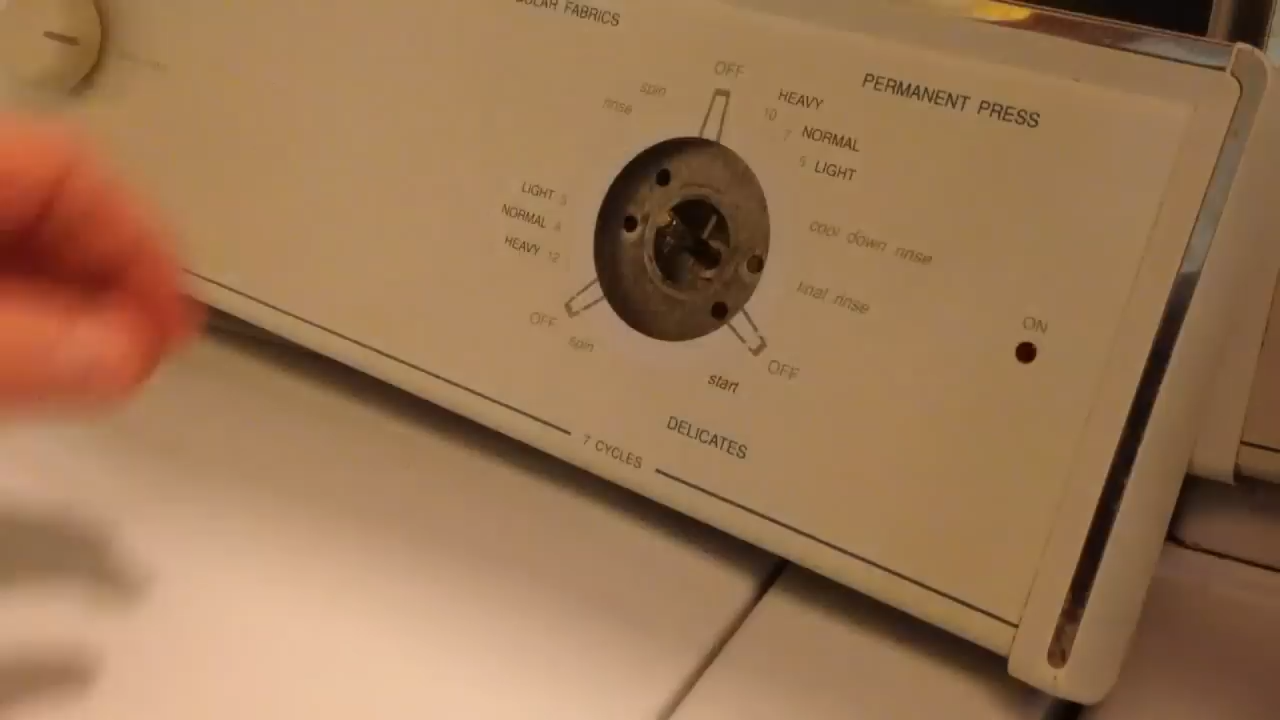 FABRICS
OFF
PERMANENT PRESS
spin
rinse
HEAVY
10
7 NORMAL
5 LIGHT
LIGHT
NORMAL
HEAVY 12
cool down rinse
final rinse
ON
OFF
spin
OFF
start
DELICATES
7 CYCLES